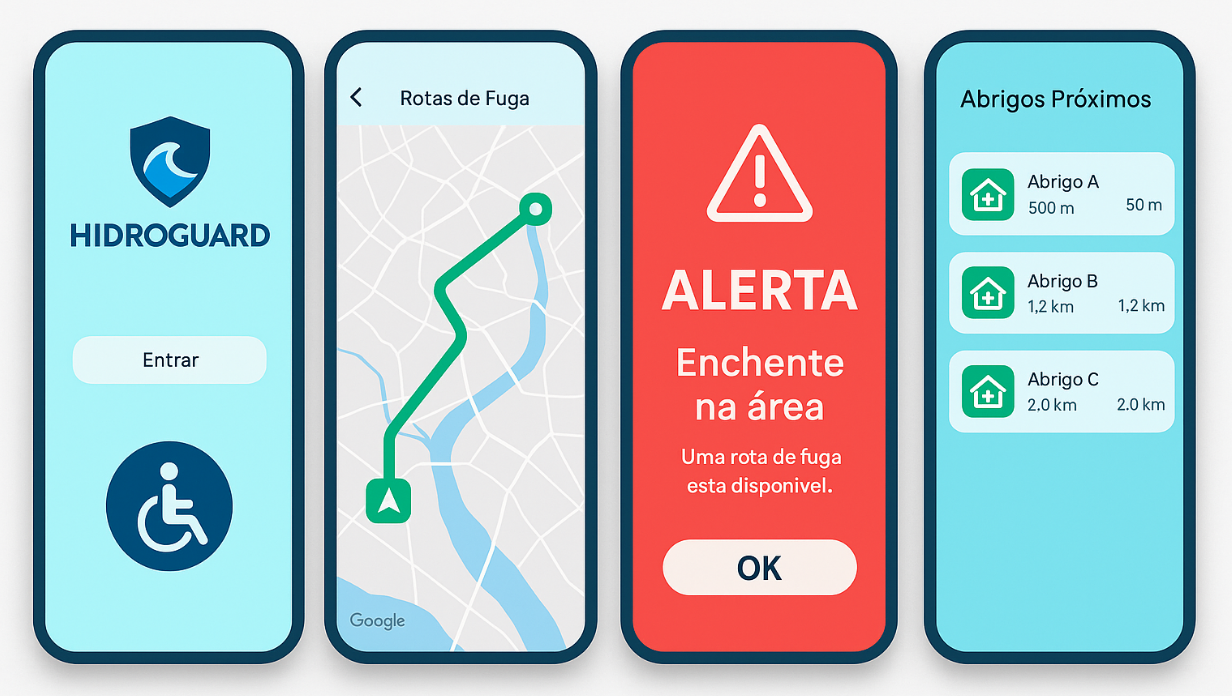 HIDROGUARD
Entrar
Rotas de Fuga
Google
ALERTA
Enchente
na área
Uma rota de fuga
esta disponivel.
OK
Abrigos Próximos
Abrigo A
500 m 50 m
Abrigo B
1,2 km 1,2 km
Abrigo C
2,0 km 2.0 km